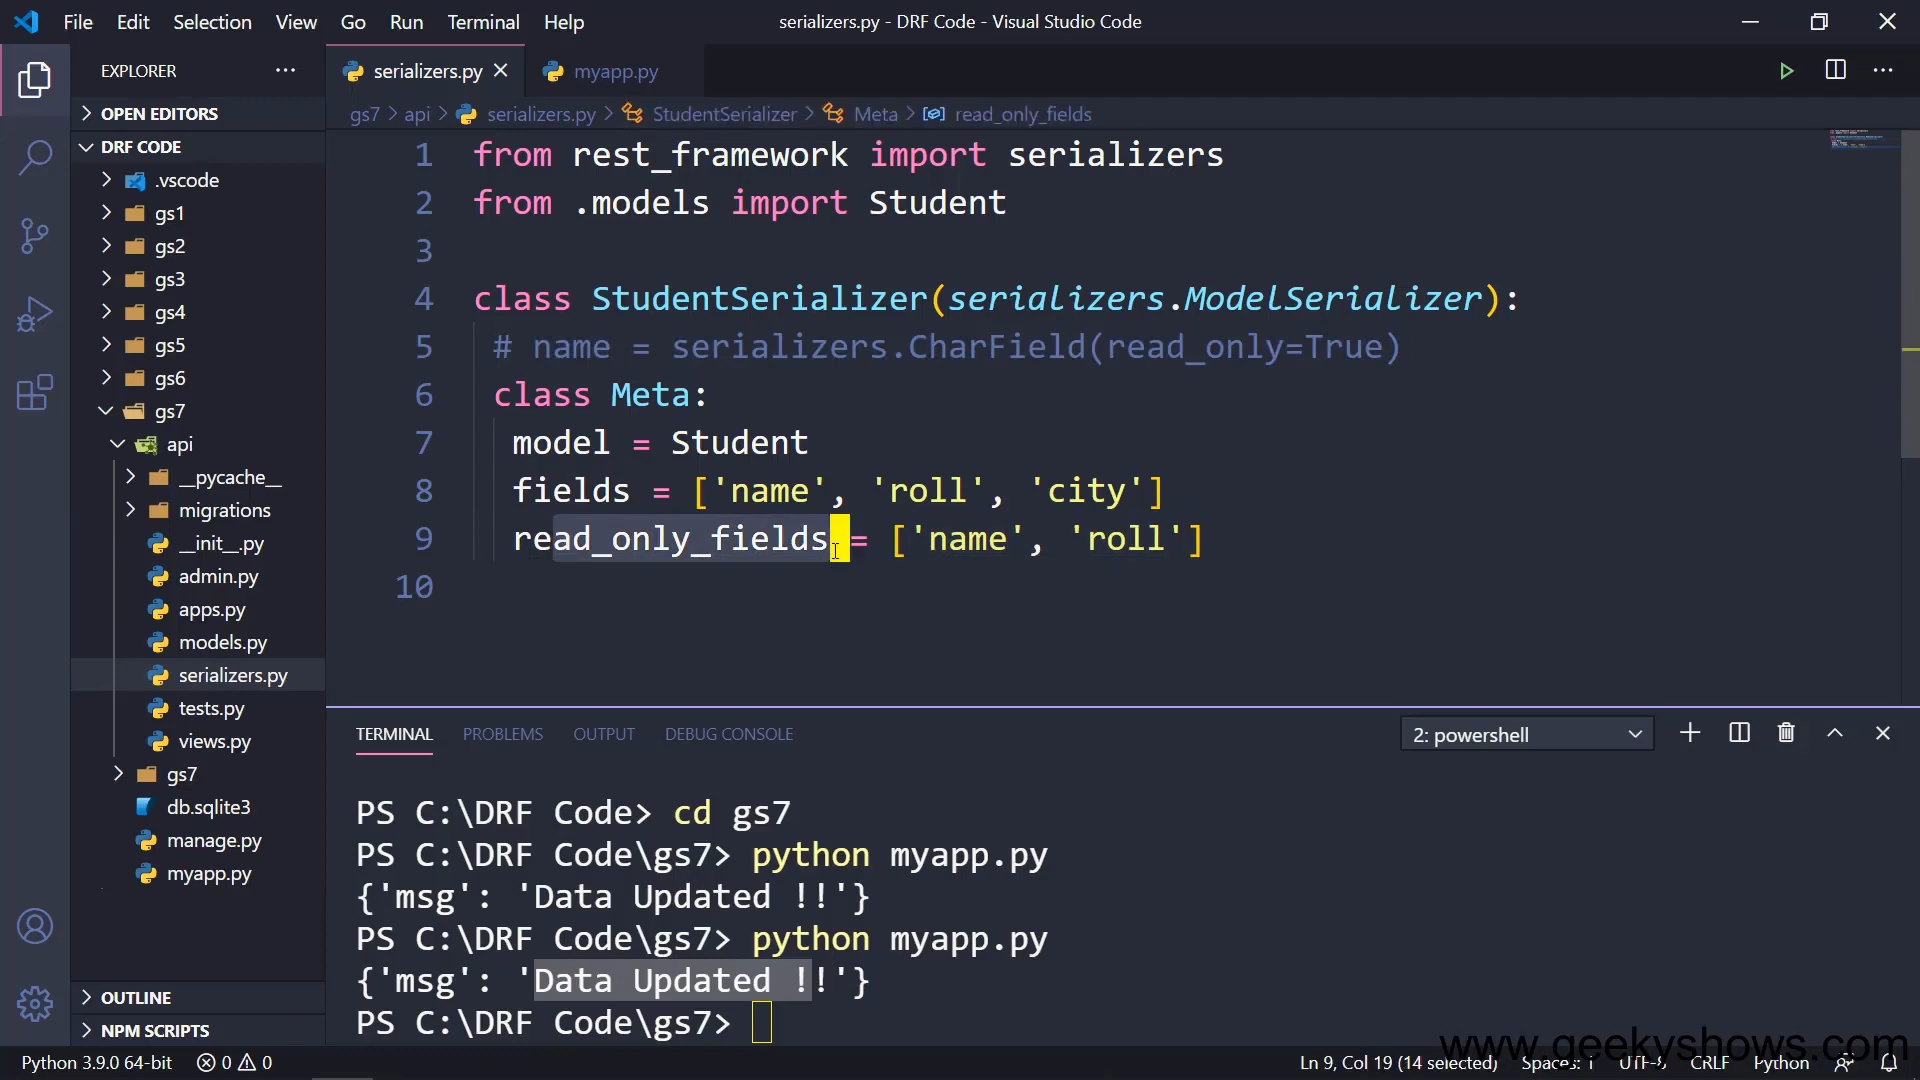 File Edit Selection View Go Run Terminal Help serializers.py - DRF Code - Visual Studio Code
EXPLORER
OPEN EDITORS
DRF CODE
.vscode
gs1
gs2
gs3
gs4
gs5
gs6
gs7
api
__pycache__
migrations
__init__.py
admin.py
apps.py
models.py
serializers.py
tests.py
views.py
gs7
db.sqlite3
manage.py
myapp.py
OUTLINE
NPM SCRIPTS
serializers.py myapp.py
gs7 > api > serializers.py > StudentSerializer > Meta > read_only_fields
1 from rest_framework import serializers
2 from .models import Student
3
4 class StudentSerializer(serializers.ModelSerializer):
5 # name = serializers.CharField(read_only=True)
6 class Meta:
7 model = Student
8 fields = ['name', 'roll', 'city']
9 read_only_fields = ['name', 'roll']
10
TERMINAL PROBLEMS OUTPUT DEBUG CONSOLE 2: powershell
PS C:\DRF Code> cd gs7
PS C:\DRF Code\gs7> python myapp.py
{'msg': 'Data Updated !!'}
PS C:\DRF Code\gs7> python myapp.py
{'msg': 'Data Updated !!'}
PS C:\DRF Code\gs7>
www.geekyshows.com
Python 3.9.0 64-bit 0 0 Ln 9, Col 19 (14 selected) Spaces: 1 UTF-8 CRLF Python